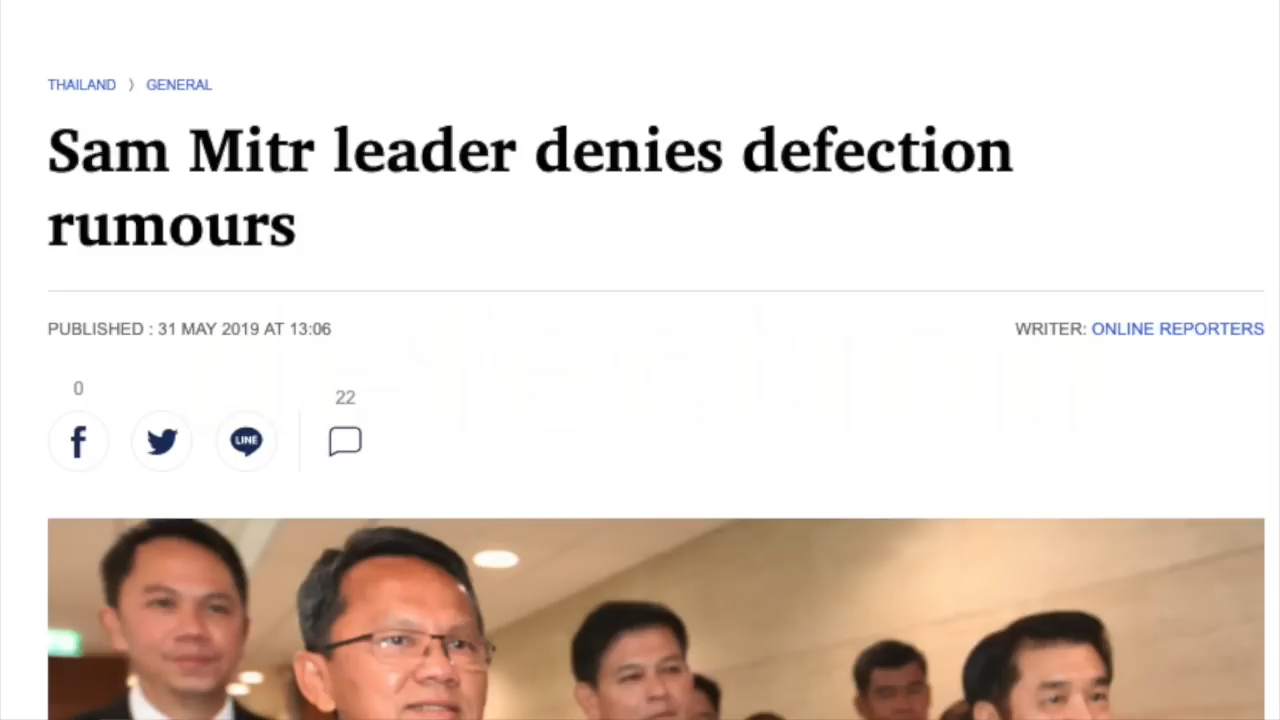 THAILAND 〉 GENERAL
Sam Mitr leader denies defection
rumours
PUBLISHED : 31 MAY 2019 AT 13:06
WRITER: ONLINE REPORTERS
0
22
LINE
defection